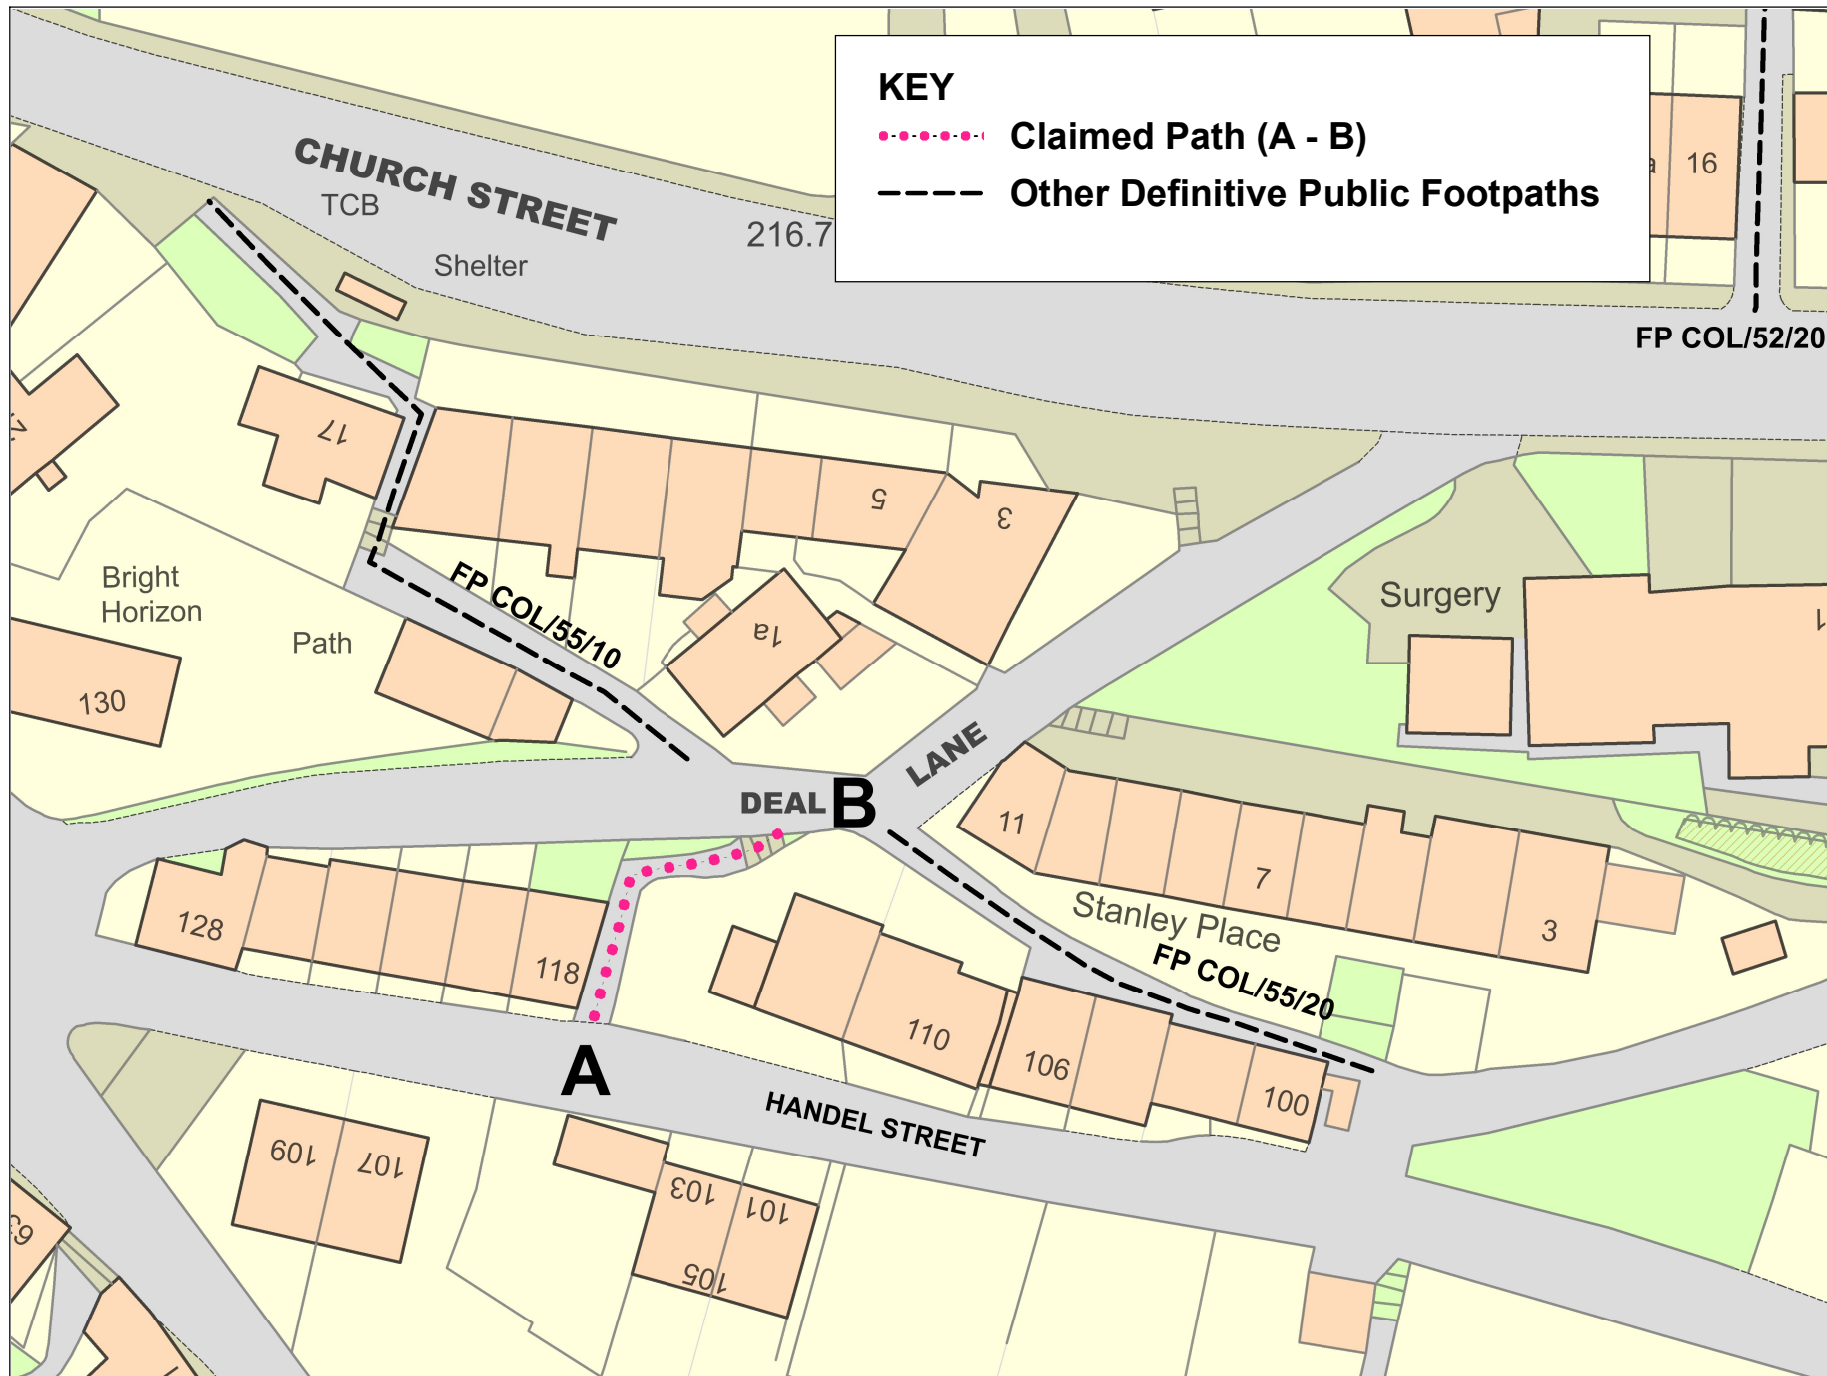 KEY
Claimed Path (A - B)
Other Definitive Public Footpaths
CHURCH STREET
TCB
Shelter
216.7
16
FP COL/52/20
17
5
3
1a
Surgery
1
Bright
Horizon
Path
FP COL/55/10
130
LANE
DEAL
B
11
7
3
Stanley Place
FP COL/55/20
128
118
110
106
100
A
HANDEL STREET
109
107
103
101
105